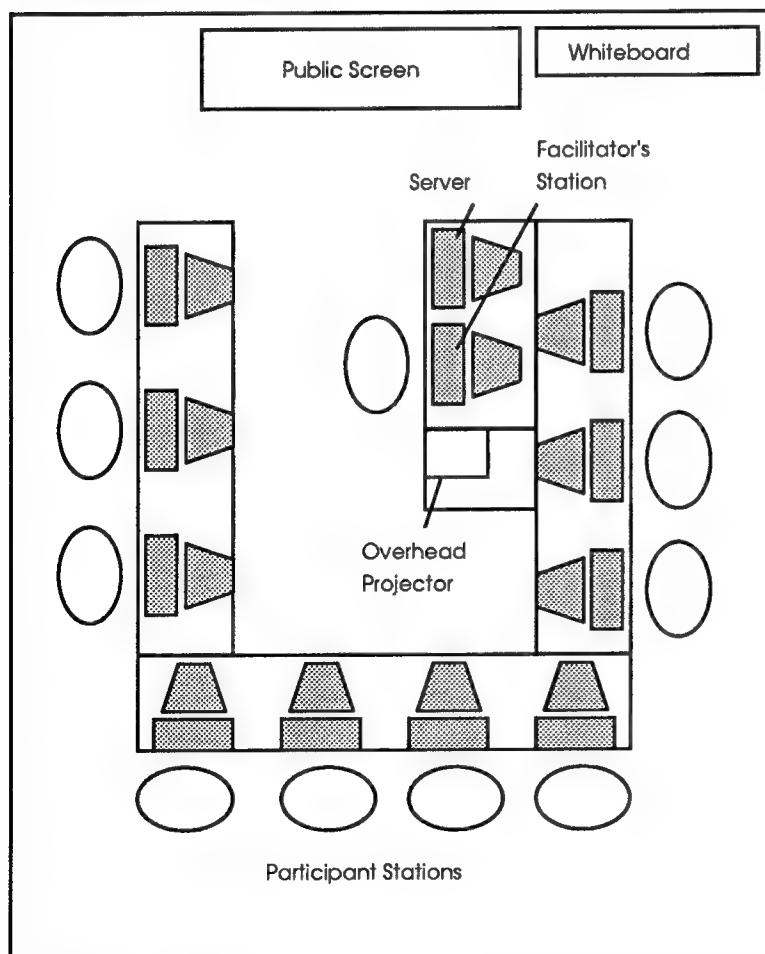 Public Screen
Whiteboard
Facilitator's
Station
Server
Overhead
Projector
Participant Stations